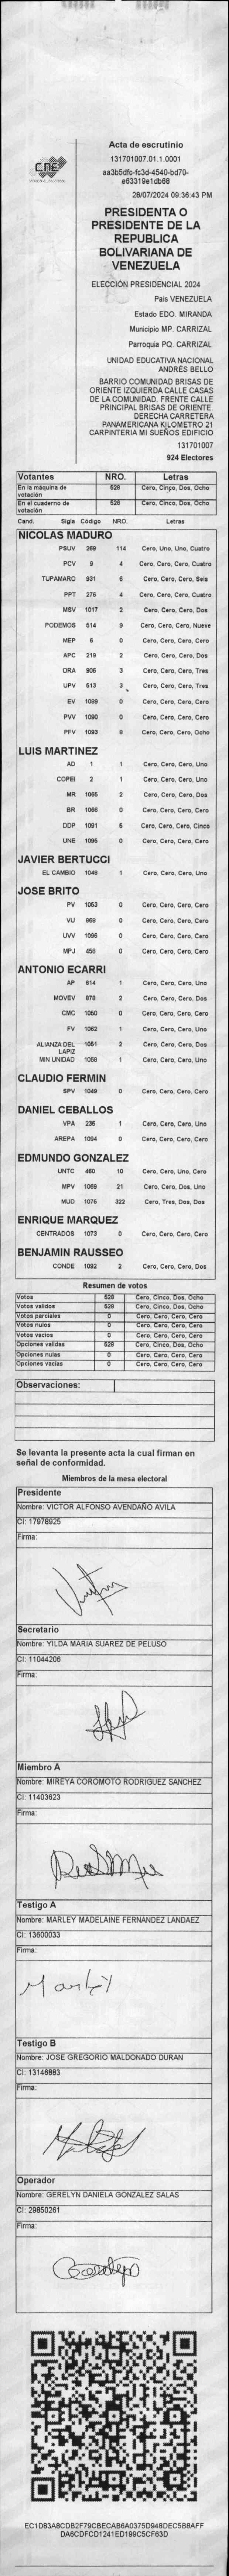 CNE
Acta de escrutinio
131701007.01.1.0001
aa3b5dfc-fc3d-4540-bd70-
e63319e1db68
28/07/2024 09:36:43 PM
PRESIDENTA O
PRESIDENTE DE LA
REPUBLICA
BOLIVARIANA DE
VENEZUELA
ELECCIÓN PRESIDENCIAL 2024
Pais VENEZUELA
Estado EDO. MIRANDA
Municipio MP. CARRIZAL
Parroquia PQ. CARRIZAL
UNIDAD EDUCATIVA NACIONAL
ANDRÉS BELLO
BARRIO COMUNIDAD BRISAS DE
ORIENTE IZQUIERDA CALLE CASAS
DE LA COMUNIDAD. FRENTE CALLE
PRINCIPAL BRISAS DE ORIENTE.
DERECHA CARRETERA
PANAMERICANA KILOMETRO 21
CARPINTERIA MI SUEÑOS EDIFICIO
131701007
924 Electores
Votantes NRO. Letras
En la máquina de votación 528 Cero, Cinco, Dos, Ocho
En el cuaderno de votación 528 Cero, Cinco, Dos, Ocho
Cand. Sigla Código NRO. Letras
NICOLAS MADURO
PSUV 269 114 Cero, Uno, Uno, Cuatro
PCV 9 4 Cero, Cero, Cero, Cuatro
TUPAMARO 931 6 Cero, Cero, Cero, Seis
PPT 276 4 Cero, Cero, Cero, Cuatro
MSV 1017 2 Cero, Cero, Cero, Dos
PODEMOS 514 9 Cero, Cero, Cero, Nueve
MEP 6 0 Cero, Cero, Cero, Cero
APC 219 2 Cero, Cero, Cero, Dos
ORA 906 3 Cero, Cero, Cero, Tres
UPV 513 3 Cero, Cero, Cero, Tres
EV 1089 0 Cero, Cero, Cero, Cero
PVV 1090 0 Cero, Cero, Cero, Cero
PFV 1093 8 Cero, Cero, Cero, Ocho
LUIS MARTINEZ
AD 1 1 Cero, Cero, Cero, Uno
COPEI 2 1 Cero, Cero, Cero, Uno
MR 1065 2 Cero, Cero, Cero, Dos
BR 1066 0 Cero, Cero, Cero, Cero
DDP 1091 5 Cero, Cero, Cero, Cinco
UNE 1095 0 Cero, Cero, Cero, Cero
JAVIER BERTUCCI
EL CAMBIO 1048 1 Cero, Cero, Cero, Uno
JOSE BRITO
PV 1053 0 Cero, Cero, Cero, Cero
VU 968 0 Cero, Cero, Cero, Cero
UVV 1096 0 Cero, Cero, Cero, Cero
MPJ 458 0 Cero, Cero, Cero, Cero
ANTONIO ECARRI
AP 814 1 Cero, Cero, Cero, Uno
MOVEV 878 2 Cero, Cero, Cero, Dos
CMC 1050 0 Cero, Cero, Cero, Cero
FV 1062 1 Cero, Cero, Cero, Uno
ALIANZA DEL LAPIZ 1051 2 Cero, Cero, Cero, Dos
MIN UNIDAD 1068 1 Cero, Cero, Cero, Uno
CLAUDIO FERMIN
SPV 1049 0 Cero, Cero, Cero, Cero
DANIEL CEBALLOS
VPA 236 1 Cero, Cero, Cero, Uno
AREPA 1094 0 Cero, Cero, Cero, Cero
EDMUNDO GONZALEZ
UNTC 460 10 Cero, Cero, Uno, Cero
MPV 1069 21 Cero, Cero, Dos, Uno
MUD 1076 322 Cero, Tres, Dos, Dos
ENRIQUE MARQUEZ
CENTRADOS 1073 0 Cero, Cero, Cero, Cero
BENJAMIN RAUSSEO
CONDE 1092 2 Cero, Cero, Cero, Dos
Resumen de votos
Votos 528 Cero, Cinco, Dos, Ocho
Votos validos 528 Cero, Cinco, Dos, Ocho
Votos parciales 0 Cero, Cero, Cero, Cero
Votos nulos 0 Cero, Cero, Cero, Cero
Votos vacios 0 Cero, Cero, Cero, Cero
Opciones validas 528 Cero, Cinco, Dos, Ocho
Opciones nulas 0 Cero, Cero, Cero, Cero
Opciones vacias 0 Cero, Cero, Cero, Cero
Observaciones:
Se levanta la presente acta la cual firman en
señal de conformidad.
Miembros de la mesa electoral
Presidente
Nombre: VICTOR ALFONSO AVENDAÑO AVILA
CI: 17978925
Firma:
Secretario
Nombre: YILDA MARIA SUAREZ DE PELUSO
CI: 11044206
Firma:
Miembro A
Nombre: MIREYA COROMOTO RODRIGUEZ SANCHEZ
CI: 11403623
Firma:
Testigo A
Nombre: MARLEY MADELAINE FERNANDEZ LANDAEZ
CI: 13600033
Firma:
Testigo B
Nombre: JOSE GREGORIO MALDONADO DURAN
CI: 13146883
Firma:
Operador
Nombre: GERELYN DANIELA GONZALEZ SALAS
CI: 29850261
Firma:
EC1D83A8CDB2F79CBECAB6A0375D948DEC5B8AFF
DA8CDFCD1241ED199C5CF63D